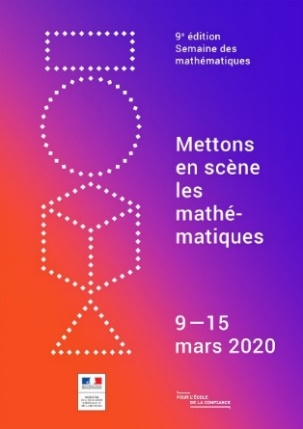 9e édition
Semaine des
mathématiques
Mettons
en scène
les
mathé-
matiques
9—15
mars 2020
POUR L'ÉCOLE
DE LA CONFIANCE